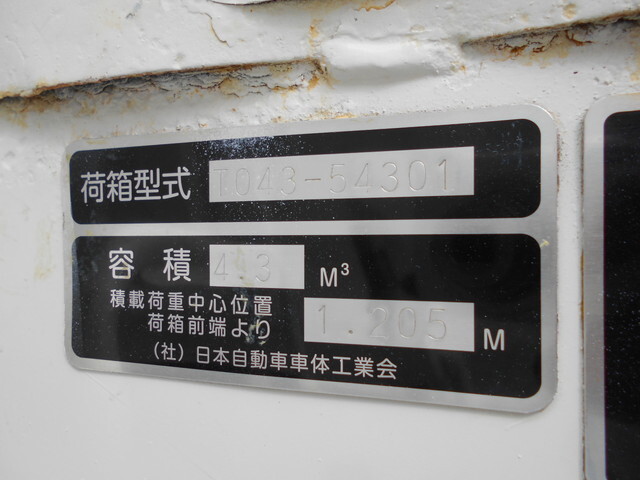 荷箱型式 T043-54301
容積 4.3 M³
積載荷重中心位置
荷箱前端より 1.205 M
（社）日本自動車車体工業会